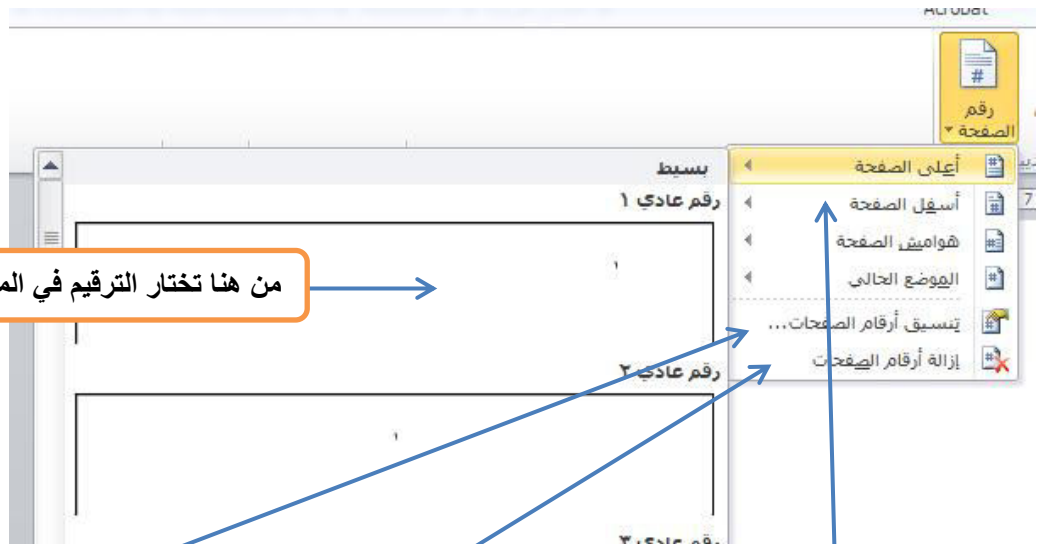 Acrobat
#
رقم
الصفحة
أعلى الصفحة
أسفل الصفحة
هوامش الصفحة
الموضع الحالي
تنسيق أرقام الصفحات...
إزالة أرقام الصفحات
7
بسيط
رقم عادي ١
١
من هنا تختار الترقيم في
رقم عادي ٢
١
رقم عادي ٣